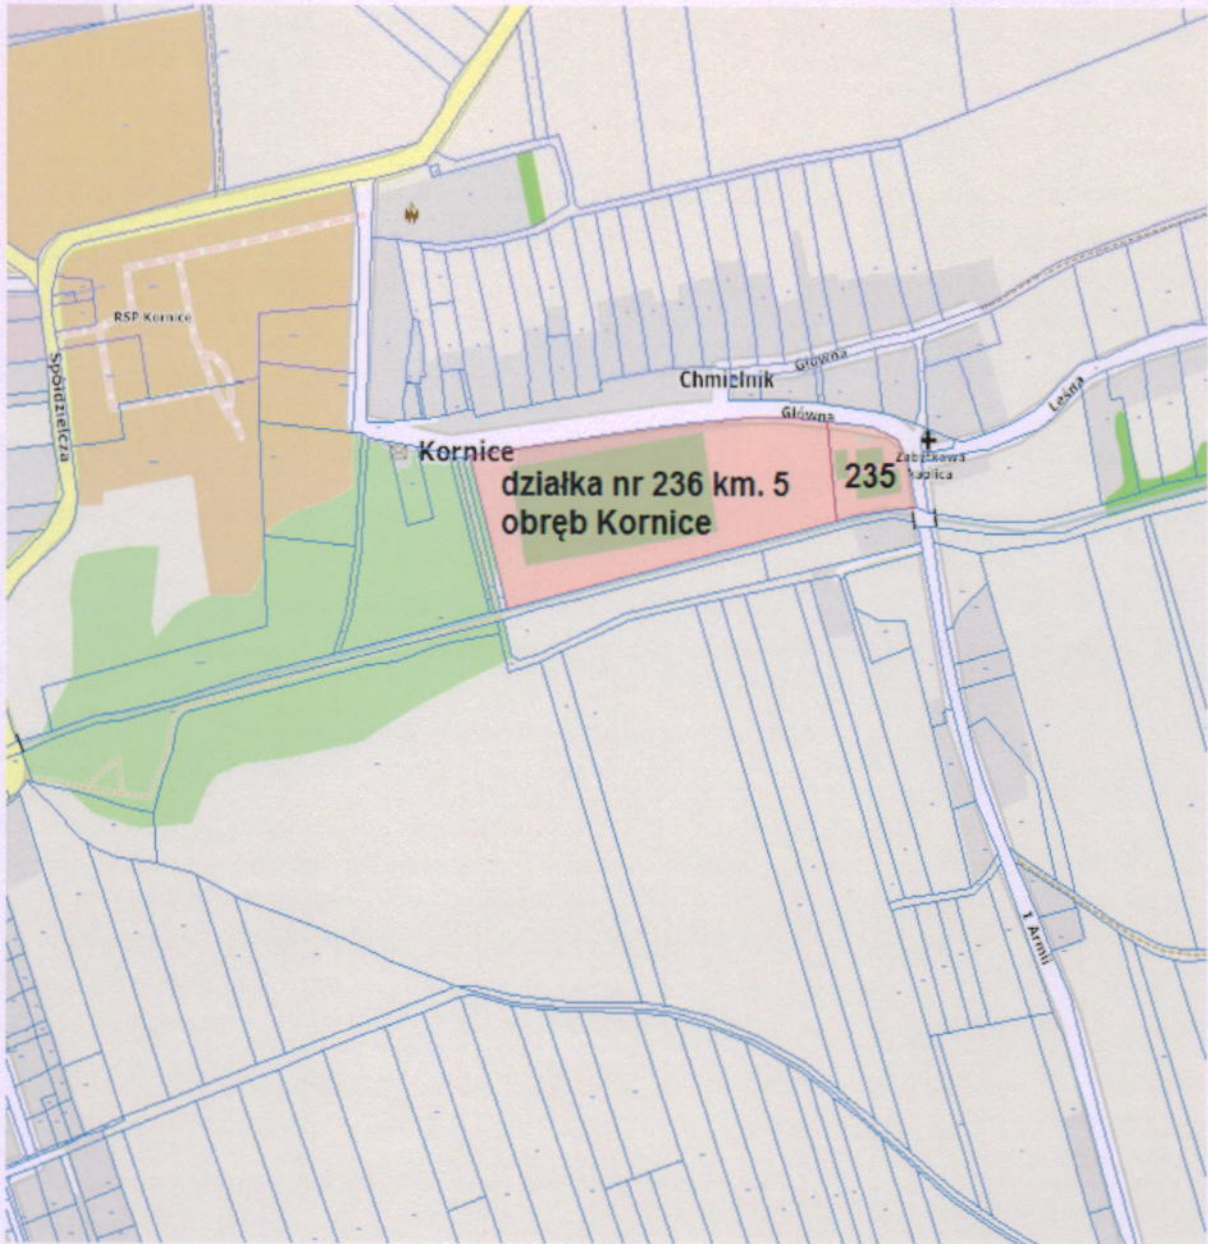 RSP Kornice
Spółdzielcza
Główna
Chmielnik
Główna
Leśna
Kornice
Zabytkowa
kaplica
działka nr 236 km. 5
obręb Kornice
235
1 Armii